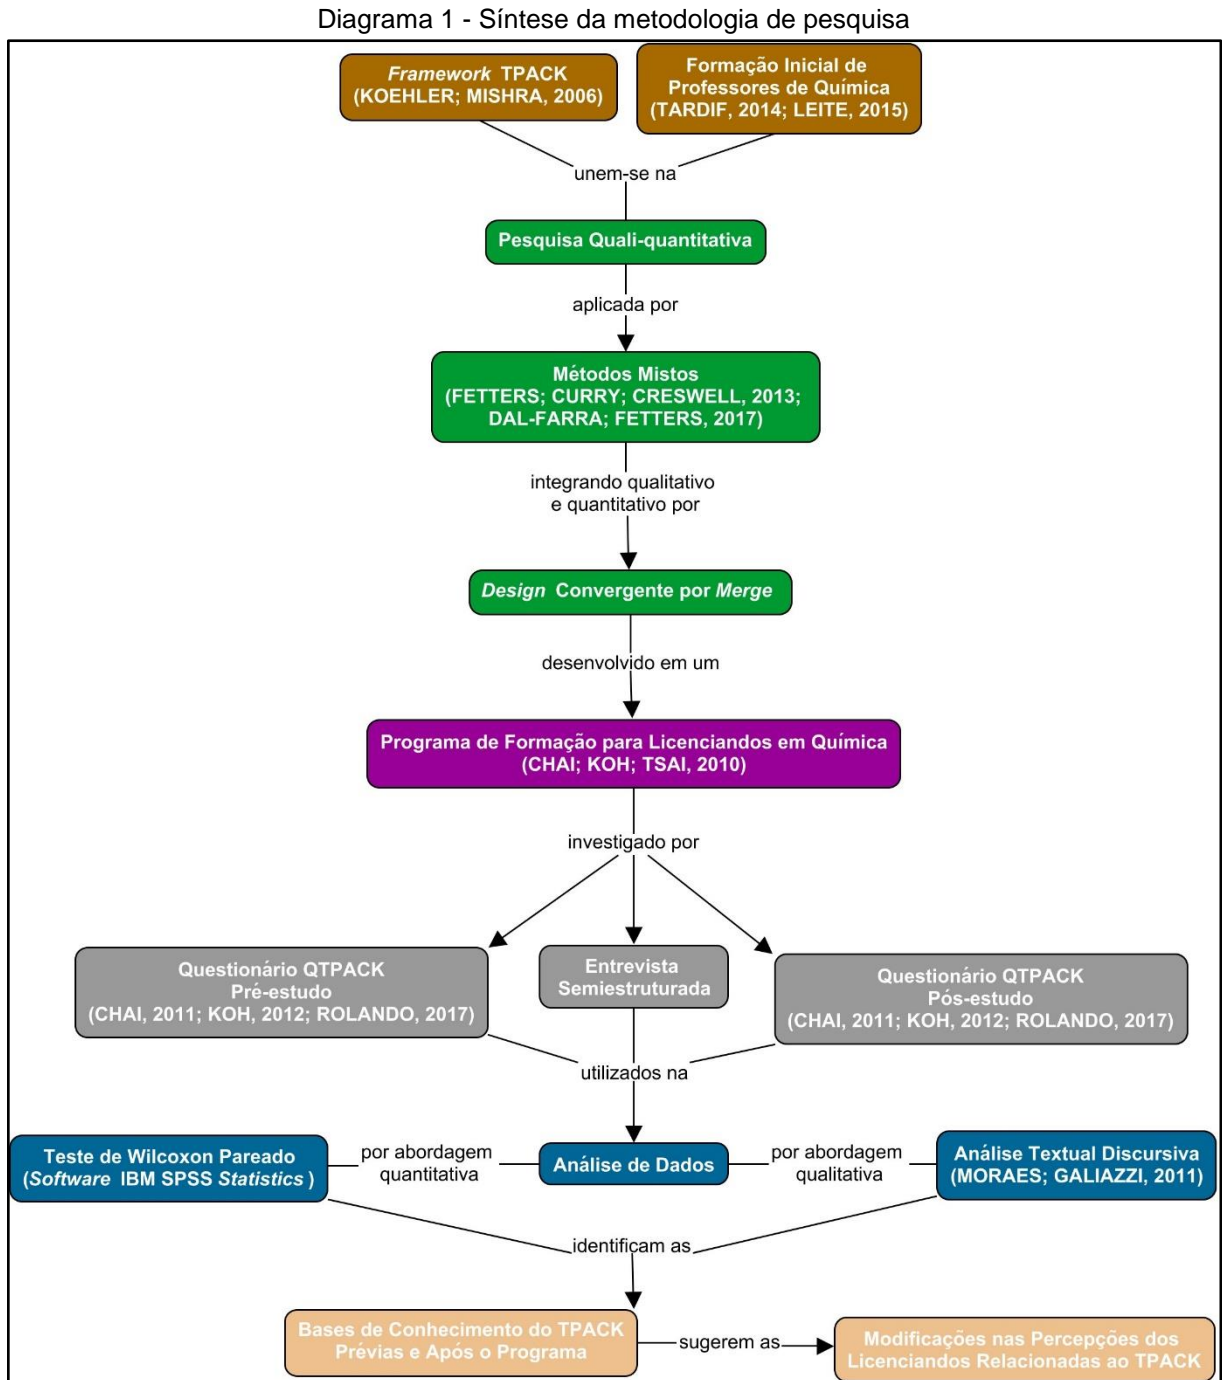 Diagrama 1 - Síntese da metodologia de pesquisa
Framework TPACK
(KOEHLER; MISHRA, 2006)
Formação Inicial de
Professores de Química
(TARDIF, 2014; LEITE, 2015)
unem-se na
Pesquisa Quali-quantitativa
aplicada por
Métodos Mistos
(FETTERS; CURRY; CRESWELL, 2013;
DAL-FARRA; FETTERS, 2017)
integrando qualitativo
e quantitativo por
Design Convergente por Merge
desenvolvido em um
Programa de Formação para Licenciandos em Química
(CHAI; KOH; TSAI, 2010)
investigado por
Questionário QTPACK
Pré-estudo
(CHAI, 2011; KOH, 2012; ROLANDO, 2017)
Entrevista
Semiestruturada
Questionário QTPACK
Pós-estudo
(CHAI, 2011; KOH, 2012; ROLANDO, 2017)
utilizados na
Teste de Wilcoxon Pareado
(Software IBM SPSS Statistics )
por abordagem
quantitativa
Análise de Dados
por abordagem
qualitativa
Análise Textual Discursiva
(MORAES; GALIAZZI, 2011)
identificam as
Bases de Conhecimento do TPACK
Prévias e Após o Programa
sugerem as
Modificações nas Percepções dos
Licenciandos Relacionadas ao TPACK